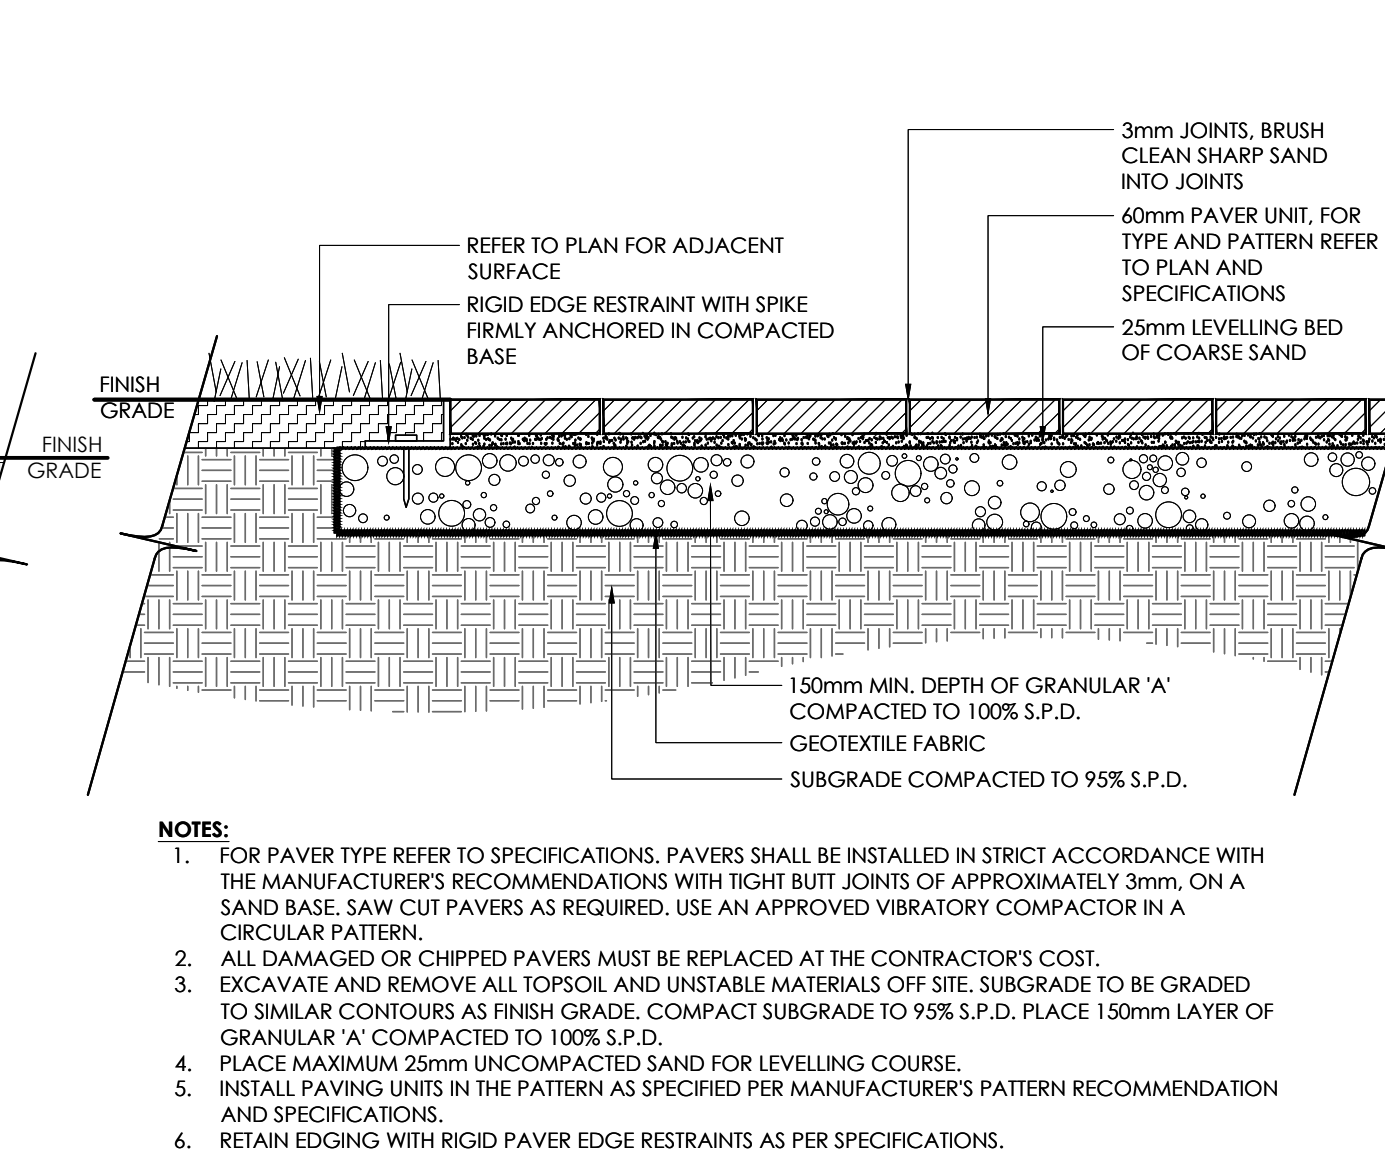 3mm JOINTS, BRUSH
CLEAN SHARP SAND
INTO JOINTS
60mm PAVER UNIT, FOR
TYPE AND PATTERN REFER
TO PLAN AND
SPECIFICATIONS
25mm LEVELLING BED
OF COARSE SAND
REFER TO PLAN FOR ADJACENT
SURFACE
RIGID EDGE RESTRAINT WITH SPIKE
FIRMLY ANCHORED IN COMPACTED
BASE
FINISH
GRADE
FINISH
GRADE
150mm MIN. DEPTH OF GRANULAR 'A'
COMPACTED TO 100% S.P.D.
GEOTEXTILE FABRIC
SUBGRADE COMPACTED TO 95% S.P.D.
NOTES:
1. FOR PAVER TYPE REFER TO SPECIFICATIONS. PAVERS SHALL BE INSTALLED IN STRICT ACCORDANCE WITH
THE MANUFACTURER'S RECOMMENDATIONS WITH TIGHT BUTT JOINTS OF APPROXIMATELY 3mm, ON A
SAND BASE. SAW CUT PAVERS AS REQUIRED. USE AN APPROVED VIBRATORY COMPACTOR IN A
CIRCULAR PATTERN.
2. ALL DAMAGED OR CHIPPED PAVERS MUST BE REPLACED AT THE CONTRACTOR'S COST.
3. EXCAVATE AND REMOVE ALL TOPSOIL AND UNSTABLE MATERIALS OFF SITE. SUBGRADE TO BE GRADED
TO SIMILAR CONTOURS AS FINISH GRADE. COMPACT SUBGRADE TO 95% S.P.D. PLACE 150mm LAYER OF
GRANULAR 'A' COMPACTED TO 100% S.P.D.
4. PLACE MAXIMUM 25mm UNCOMPACTED SAND FOR LEVELLING COURSE.
5. INSTALL PAVING UNITS IN THE PATTERN AS SPECIFIED PER MANUFACTURER'S PATTERN RECOMMENDATION
AND SPECIFICATIONS.
6. RETAIN EDGING WITH RIGID PAVER EDGE RESTRAINTS AS PER SPECIFICATIONS.